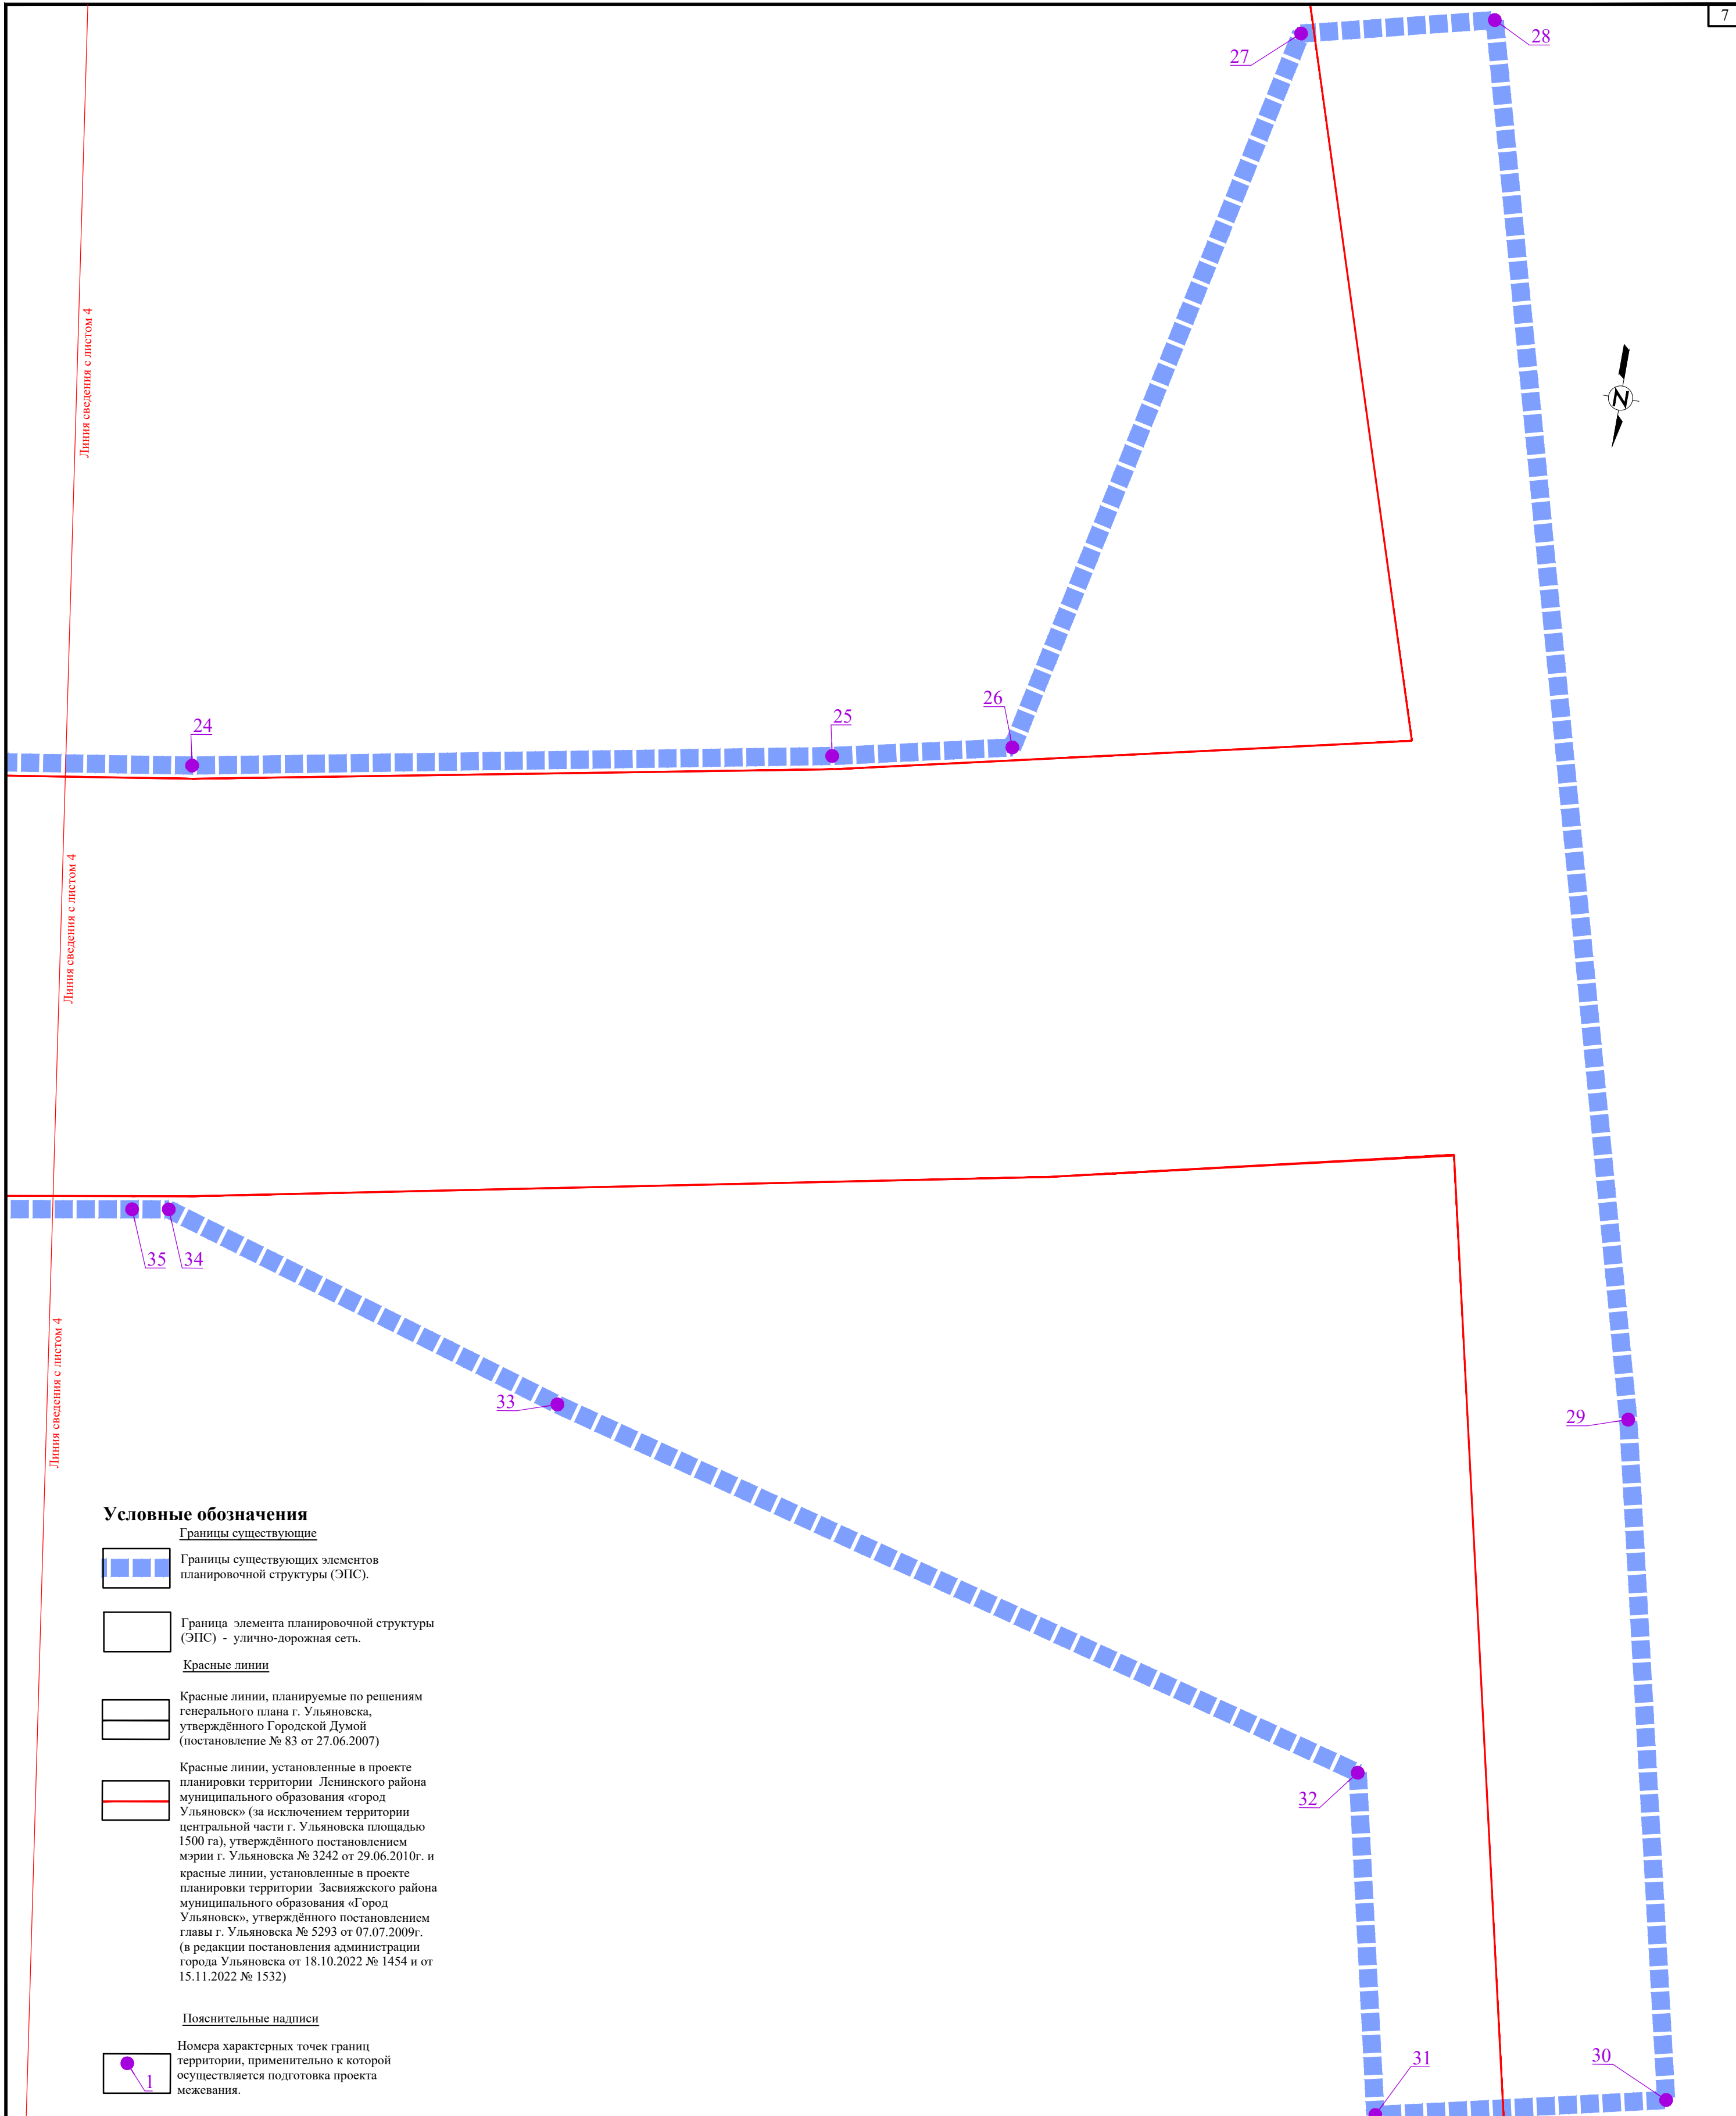 7
27
28
Линия сведения с листом 4
N
24
25
26
Линия сведения с листом 4
35
34
Линия сведения с листом 4
33
29
32
31
30
Условные обозначения
Границы существующие
Границы существующих элементов
планировочной структуры (ЭПС).
Граница элемента планировочной структуры
(ЭПС) - улично-дорожная сеть.
Красные линии
Красные линии, планируемые по решениям
генерального плана г. Ульяновска,
утверждённого Городской Думой
(постановление № 83 от 27.06.2007)
Красные линии, установленные в проекте
планировки территории Ленинского района
муниципального образования «город
Ульяновск» (за исключением территории
центральной части г. Ульяновска площадью
1500 га), утверждённого постановлением
мэрии г. Ульяновска № 3242 от 29.06.2010г. и
красные линии, установленные в проекте
планировки территории Засвияжского района
муниципального образования «Город
Ульяновск», утверждённого постановлением
главы г. Ульяновска № 5293 от 07.07.2009г.
(в редакции постановления администрации
города Ульяновска от 18.10.2022 № 1454 и от
15.11.2022 № 1532)
Пояснительные надписи
1
Номера характерных точек границ
территории, применительно к которой
осуществляется подготовка проекта
межевания.